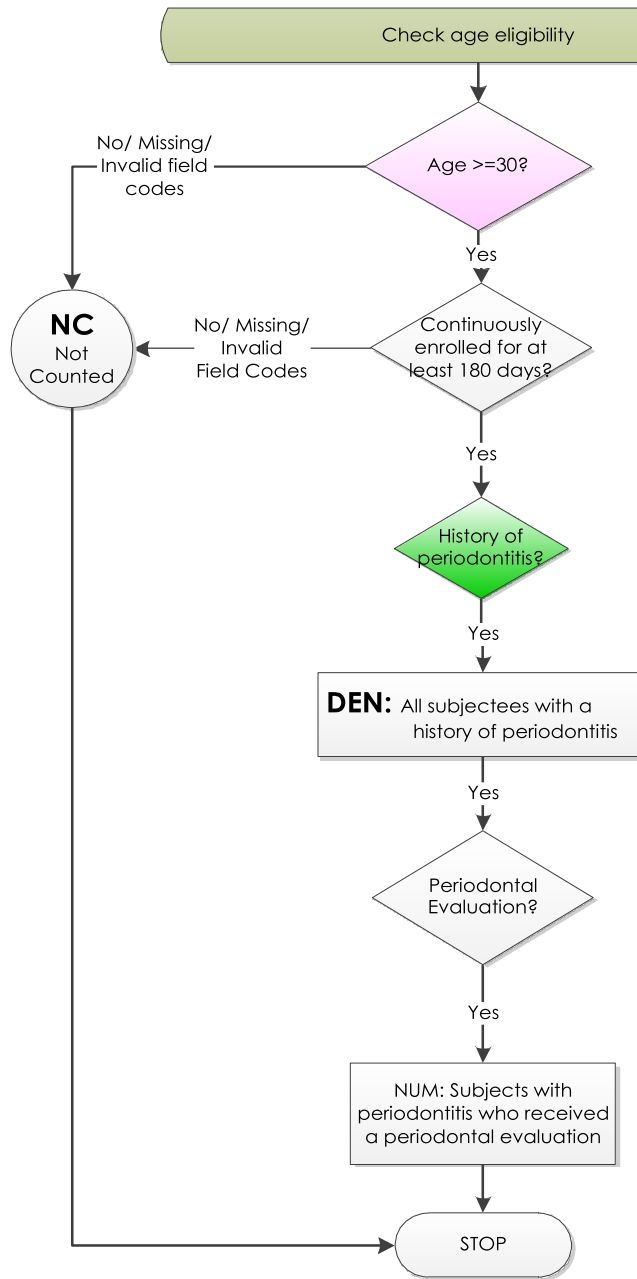 Check age eligibility
No/ Missing/
Invalid field
codes
Age >=30?
Yes
NC
Not
Counted
No/ Missing/
Invalid
Field Codes
Continuously
enrolled for at
least 180 days?
Yes
History of
periodontitis?
Yes
DEN: All subjectees with a
history of periodontitis
Yes
Periodontal
Evaluation?
Yes
NUM: Subjects with
periodontitis who received
a periodontal evaluation
STOP